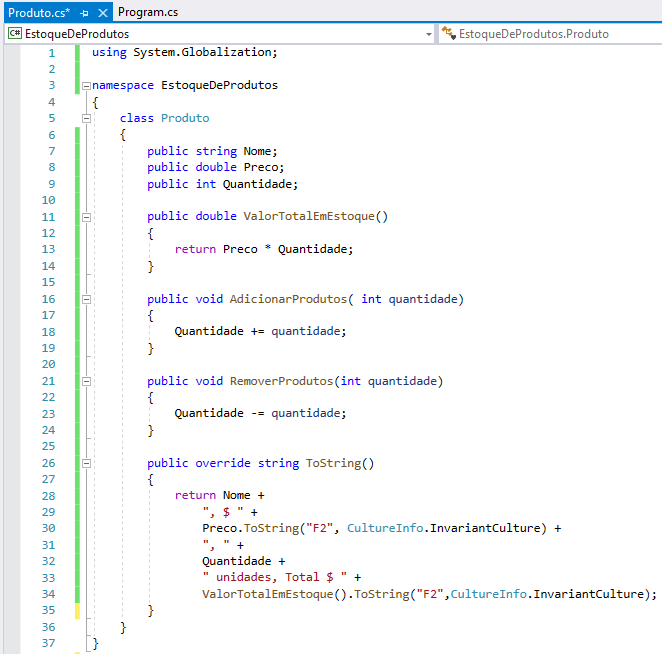 Produto.cs*
Program.cs
C# EstoqueDeProdutos
EstoqueDeProdutos.Produto
1 using System.Globalization;
2
3 namespace EstoqueDeProdutos
4 {
5     class Produto
6     {
7         public string Nome;
8         public double Preco;
9         public int Quantidade;
10
11         public double ValorTotalEmEstoque()
12         {
13             return Preco * Quantidade;
14         }
15
16         public void AdicionarProdutos( int quantidade)
17         {
18             Quantidade += quantidade;
19         }
20
21         public void RemoverProdutos(int quantidade)
22         {
23             Quantidade -= quantidade;
24         }
25
26         public override string ToString()
27         {
28             return Nome +
29                 ", $ " +
30                 Preco.ToString("F2", CultureInfo.InvariantCulture) +
31                 ", " +
32                 Quantidade +
33                 " unidades, Total $ " +
34                 ValorTotalEmEstoque().ToString("F2",CultureInfo.InvariantCulture);
35         }
36     }
37 }